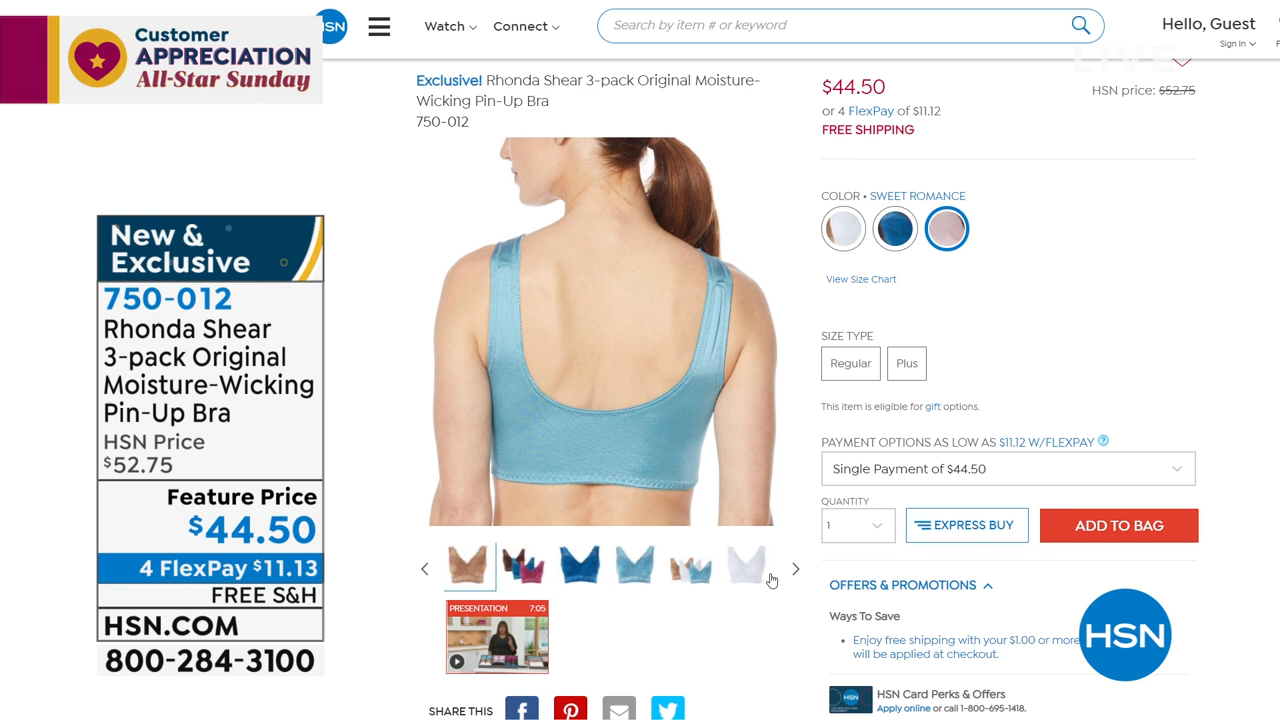 Customer
APPRECIATION
All-Star Sunday
HSN
Watch
Connect
Search by item # or keyword
Hello, Guest
Sign In
LIVE
New &
Exclusive
750-012
Rhonda Shear
3-pack Original
Moisture-Wicking
Pin-Up Bra
HSN Price
$52.75
Feature Price
$44.50
4 FlexPay $11.13
FREE S&H
HSN.COM
800-284-3100
Exclusive! Rhonda Shear 3-pack Original Moisture-
Wicking Pin-Up Bra
750-012
PRESENTATION 7:05
SHARE THIS
$44.50
HSN price: $52.75
or 4 FlexPay of $11.12
FREE SHIPPING
COLOR • SWEET ROMANCE
View Size Chart
SIZE TYPE
Regular
Plus
This item is eligible for gift options.
PAYMENT OPTIONS AS LOW AS $11.12 W/FLEXPAY ?
Single Payment of $44.50
QUANTITY
1
EXPRESS BUY
ADD TO BAG
OFFERS & PROMOTIONS
Ways To Save
• Enjoy free shipping with your $1.00 or more
will be applied at checkout.
HSN
HSN Card Perks & Offers
Apply online or call 1-800-695-1418.